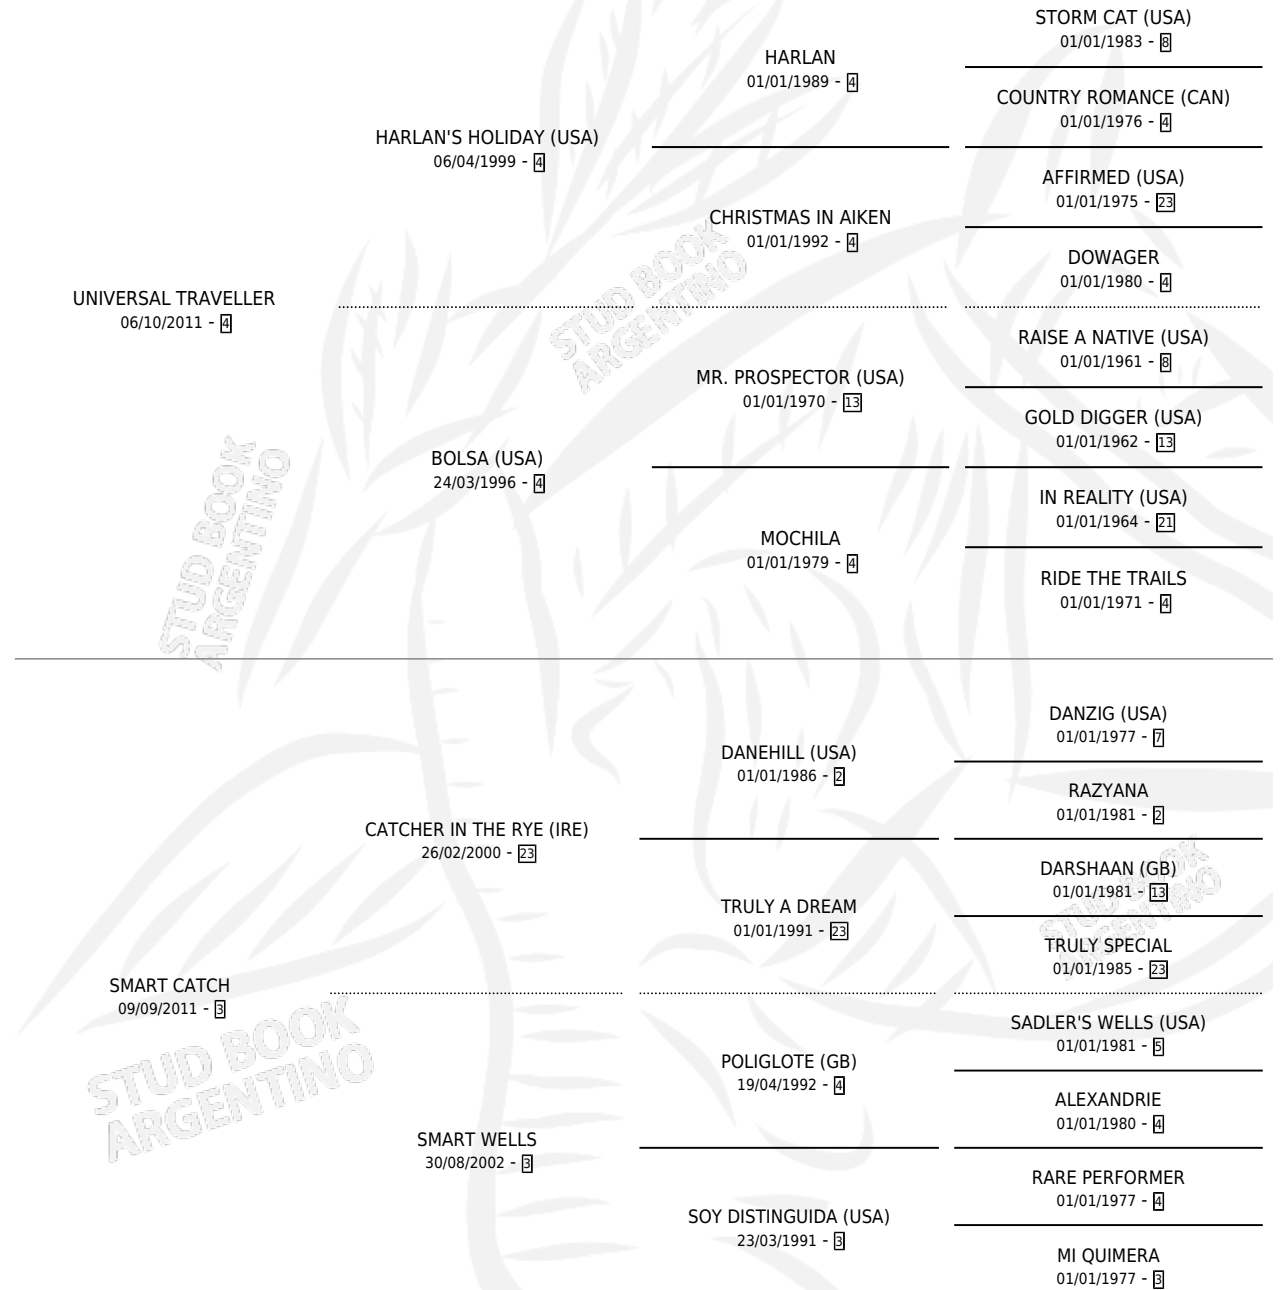 STORM CAT (USA)
01/01/1983 - 8
HARLAN
01/01/1989 - 4
COUNTRY ROMANCE (CAN)
01/01/1976 - 4
HARLAN'S HOLIDAY (USA)
06/04/1999 - 4
AFFIRMED (USA)
01/01/1975 - 23
CHRISTMAS IN AIKEN
01/01/1992 - 4
DOWAGER
01/01/1980 - 4
UNIVERSAL TRAVELLER
06/10/2011 - 4
STUD BOOK
ARGENTINO
RAISE A NATIVE (USA)
01/01/1961 - 8
MR. PROSPECTOR (USA)
01/01/1970 - 13
GOLD DIGGER (USA)
01/01/1962 - 13
BOLSA (USA)
24/03/1996 - 4
IN REALITY (USA)
01/01/1964 - 21
MOCHILA
01/01/1979 - 4
RIDE THE TRAILS
01/01/1971 - 4
STUD BOOK
ARGENTINO
DANZIG (USA)
01/01/1977 - 7
DANEHILL (USA)
01/01/1986 - 2
RAZYANA
01/01/1981 - 2
CATCHER IN THE RYE (IRE)
26/02/2000 - 23
DARSHAAN (GB)
01/01/1981 - 13
TRULY A DREAM
01/01/1991 - 23
STUD BOOK
ARGENTINO
TRULY SPECIAL
01/01/1985 - 23
SMART CATCH
09/09/2011 - 3
STUD BOOK
ARGENTINO
SADLER'S WELLS (USA)
01/01/1981 - 5
POLIGLOTE (GB)
19/04/1992 - 4
ALEXANDRIE
01/01/1980 - 4
SMART WELLS
30/08/2002 - 3
RARE PERFORMER
01/01/1977 - 4
SOY DISTINGUIDA (USA)
23/03/1991 - 3
MI QUIMERA
01/01/1977 - 3